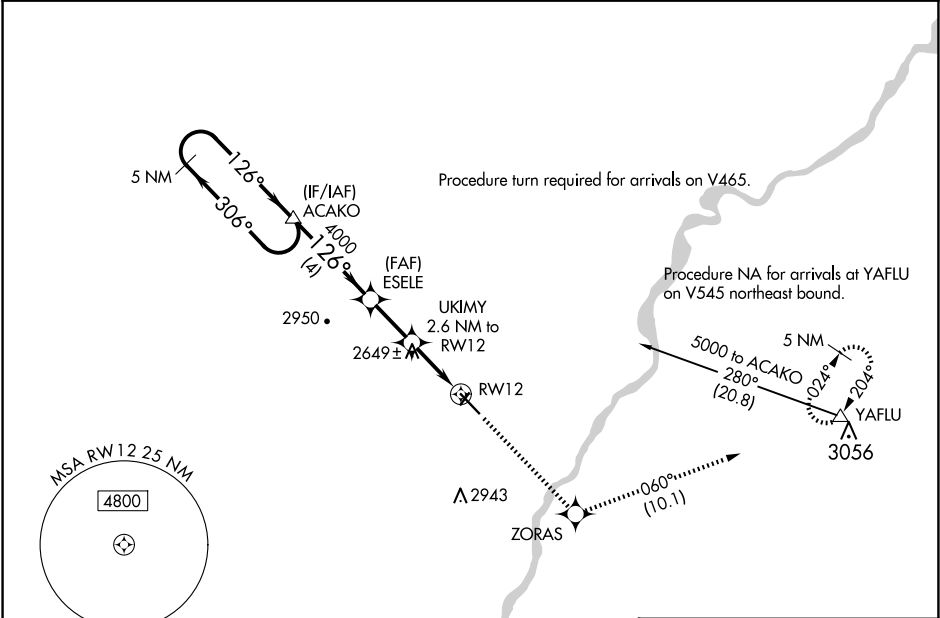 126°
5 NM
306°
(IF/IAF)
ACAKO
4000
126°
(4)
Procedure turn required for arrivals on V465.
(FAF)
ESELE
2950
UKIMY
2.6 NM to
RW12
2649±
RW12
Procedure NA for arrivals at YAFLU
on V545 northeast bound.
5 NM
5000 to ACAKO
280°
(20.8)
024°
204°
YAFLU
3056
MSA RW12 25 NM
4800
2943
060°
(10.1)
ZORAS